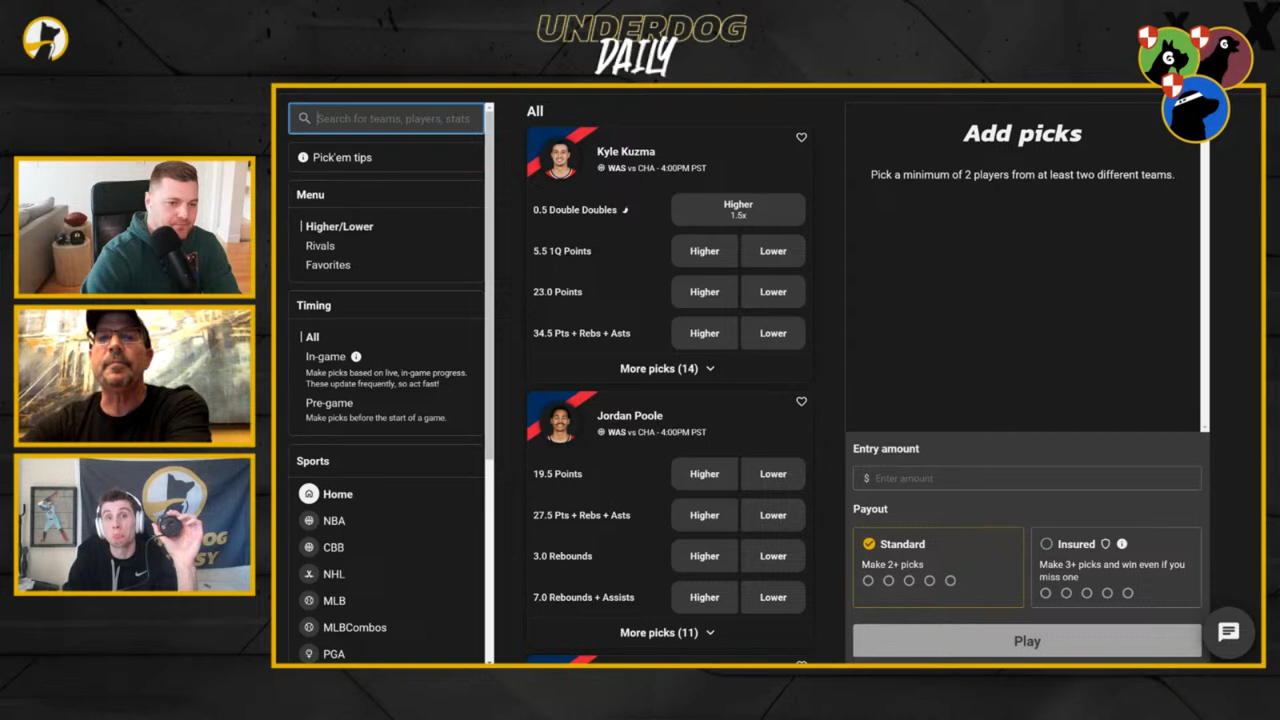 UNDERDOG
DAILY
Search for teams, players, stats
Pick'em tips
Menu
Higher/Lower
Rivals
Favorites
Timing
All
In-game
Make picks based on live, in-game progress.
These update frequently, so act fast!
Pre-game
Make picks before the start of a game.
Sports
Home
NBA
CBB
NHL
MLB
MLBCombos
PGA
All
Kyle Kuzma
WAS vs CHA - 4:00PM PST
0.5 Double Doubles
Higher
1.5x
5.5 1Q Points Higher Lower
23.0 Points Higher Lower
34.5 Pts + Rebs + Asts Higher Lower
More picks (14)
Jordan Poole
WAS vs CHA - 4:00PM PST
19.5 Points Higher Lower
27.5 Pts + Rebs + Asts Higher Lower
3.0 Rebounds Higher Lower
7.0 Rebounds + Assists Higher Lower
More picks (11)
G
G
Add picks
Pick a minimum of 2 players from at least two different teams.
Entry amount
$ Enter amount
Payout
Standard
Make 2+ picks
Insured
Make 3+ picks and win even if you
miss one
Play